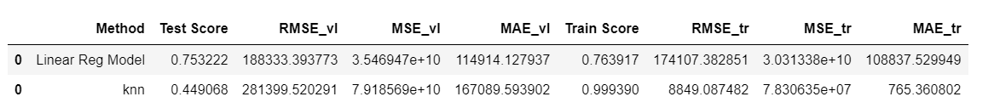 Method Test Score RMSE_vl MSE_vl MAE_vl Train Score RMSE_tr MSE_tr MAE_tr
0 Linear Reg Model 0.753222 188333.393773 3.546947e+10 114914.127937 0.763917 174107.382851 3.031338e+10 108837.529949
0 knn 0.449068 281399.520291 7.918569e+10 167089.593902 0.999390 8849.087482 7.830635e+07 765.360802